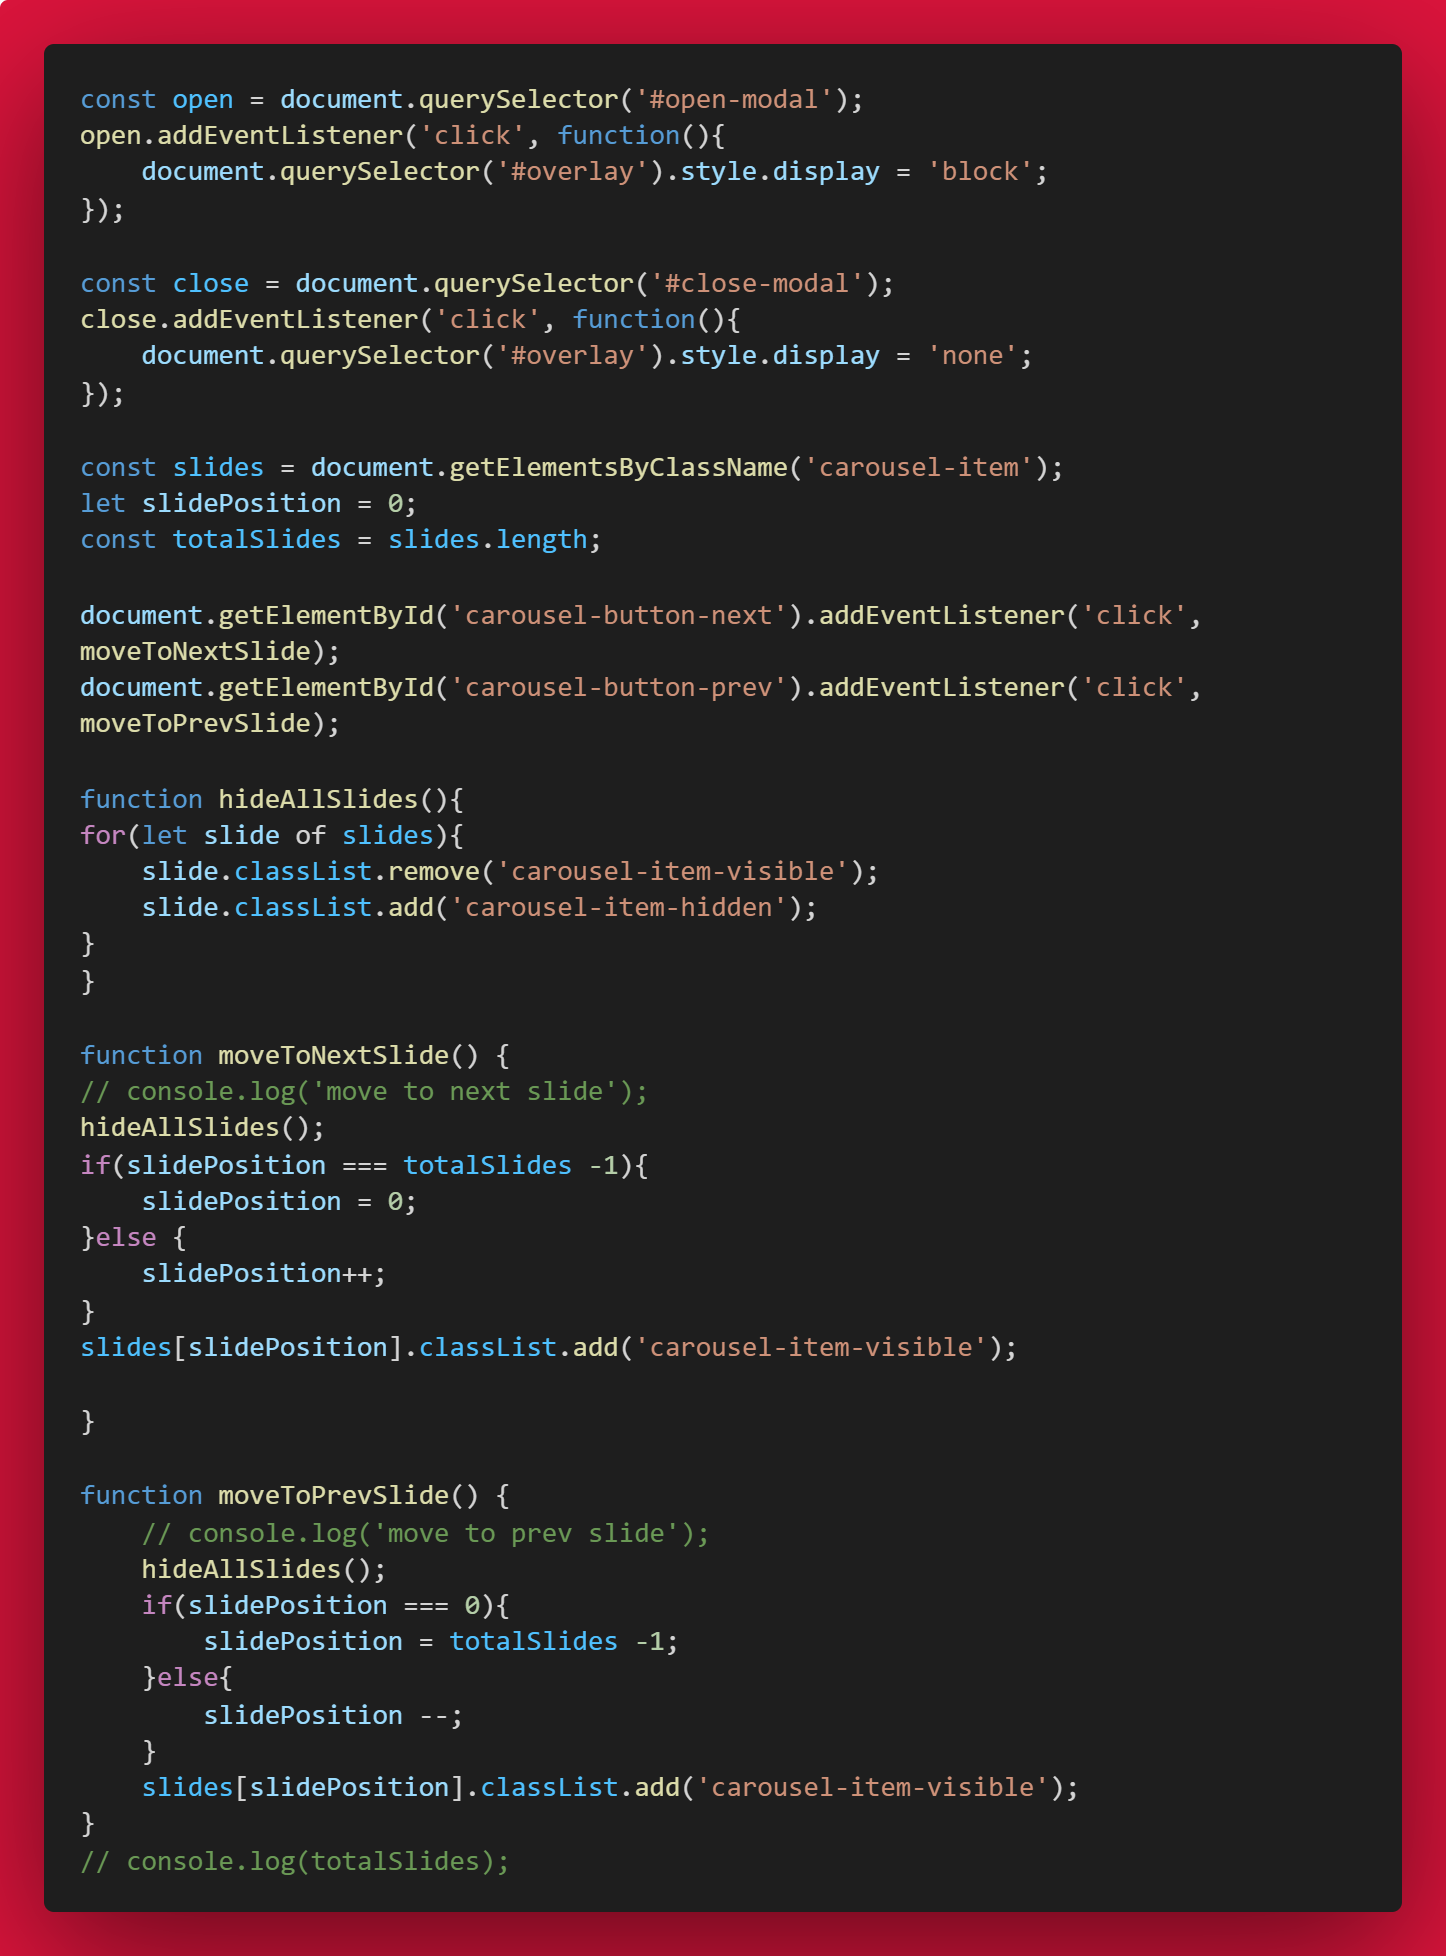 const open = document.querySelector('#open-modal');
open.addEventListener('click', function(){
    document.querySelector('#overlay').style.display = 'block';
});

const close = document.querySelector('#close-modal');
close.addEventListener('click', function(){
    document.querySelector('#overlay').style.display = 'none';
});

const slides = document.getElementsByClassName('carousel-item');
let slidePosition = 0;
const totalSlides = slides.length;

document.getElementById('carousel-button-next').addEventListener('click',
moveToNextSlide);
document.getElementById('carousel-button-prev').addEventListener('click',
moveToPrevSlide);

function hideAllSlides(){
for(let slide of slides){
    slide.classList.remove('carousel-item-visible');
    slide.classList.add('carousel-item-hidden');
}
}

function moveToNextSlide() {
// console.log('move to next slide');
hideAllSlides();
if(slidePosition === totalSlides -1){
    slidePosition = 0;
}else {
    slidePosition++;
}
slides[slidePosition].classList.add('carousel-item-visible');

}

function moveToPrevSlide() {
    // console.log('move to prev slide');
    hideAllSlides();
    if(slidePosition === 0){
        slidePosition = totalSlides -1;
    }else{
        slidePosition --;
    }
    slides[slidePosition].classList.add('carousel-item-visible');
}
// console.log(totalSlides);